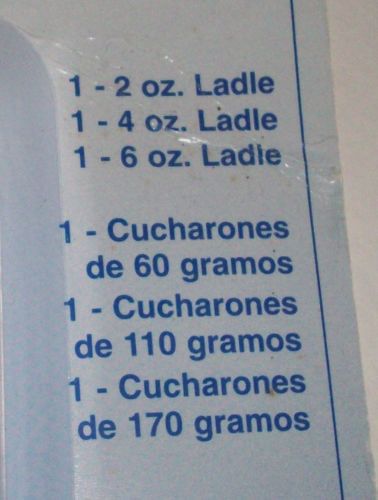 1 - 2 oz. Ladle
1 - 4 oz. Ladle
1 - 6 oz. Ladle
1 - Cucharones
de 60 gramos
1 - Cucharones
de 110 gramos
1 - Cucharones
de 170 gramos